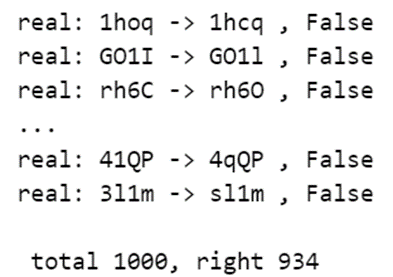 real: 1hoq -> 1hcq , False
real: GO1I -> GO1l , False
real: rh6C -> rh6O , False
...
real: 41QP -> 4qQP , False
real: 3l1m -> sl1m , False
total 1000, right 934